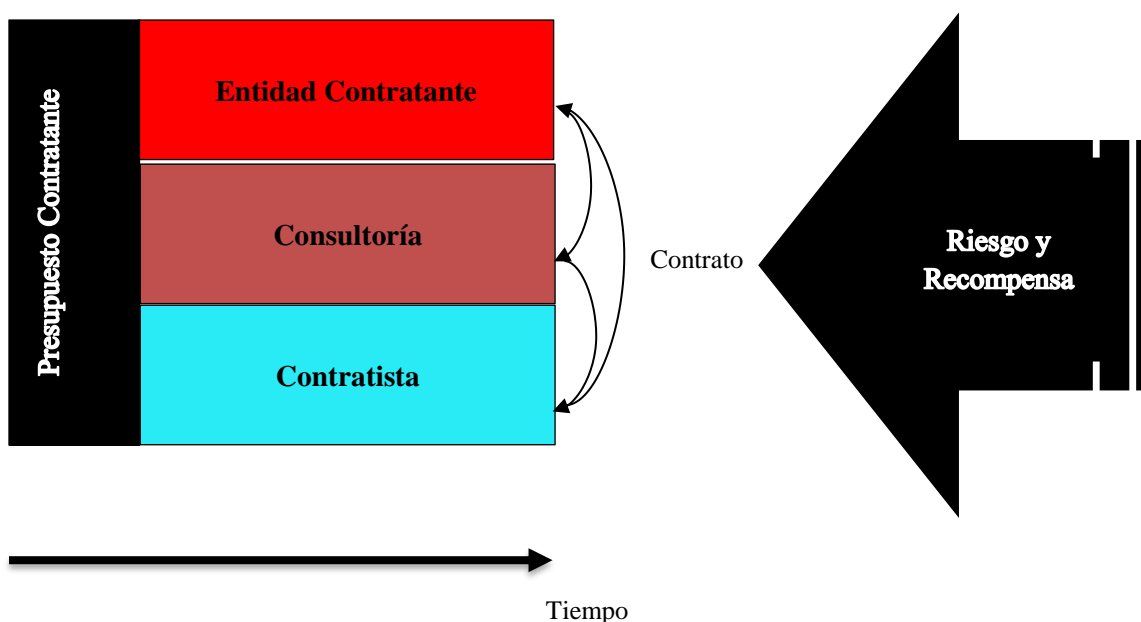 Presupuesto Contratante
Entidad Contratante
Consultoría
Contratista
Contrato
Riesgo y
Recompensa
Tiempo